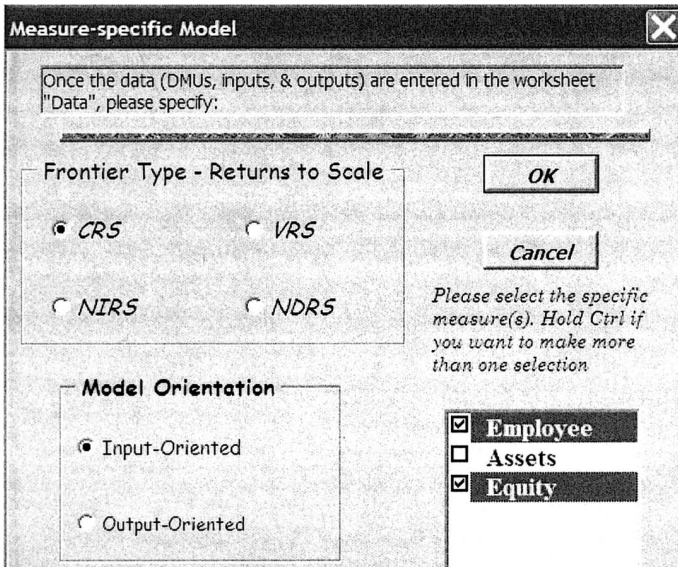 Measure-specific Model
Once the data (DMUs, inputs, & outputs) are entered in the worksheet
"Data", please specify:
Frontier Type - Returns to Scale
CRS
VRS
NIRS
NDRS
OK
Cancel
Please select the specific
measure(s). Hold Ctrl if
you want to make more
than one selection
Model Orientation
Input-Oriented
Output-Oriented
Employee
Assets
Equity